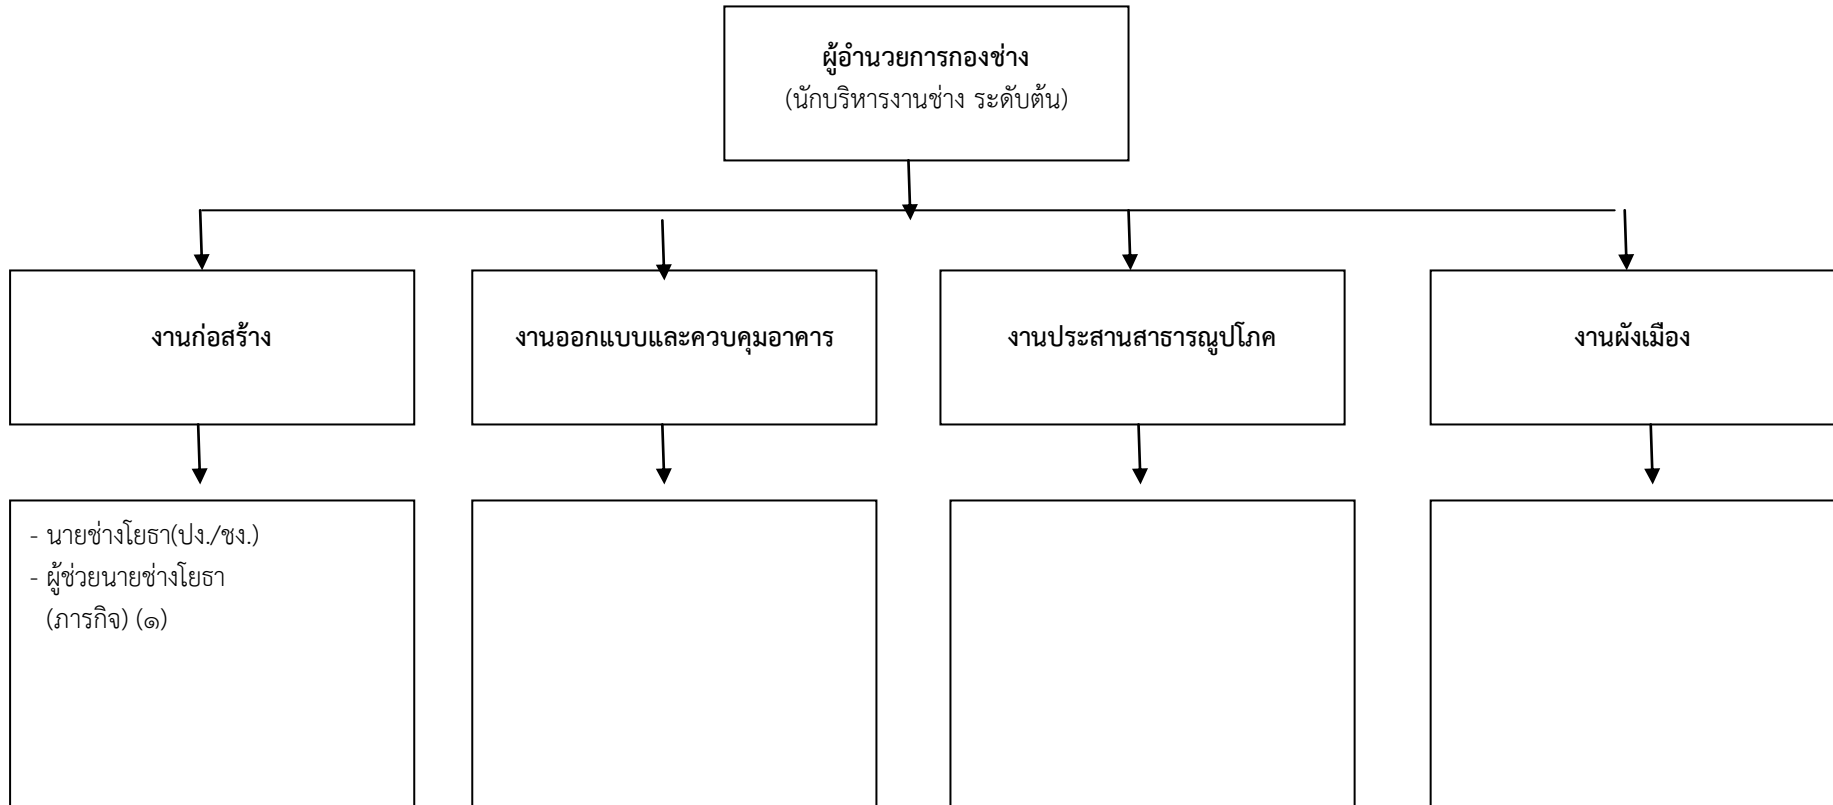 ผู้อำนวยการกองช่าง
(นักบริหารงานช่าง ระดับต้น)
งานก่อสร้าง
งานออกแบบและควบคุมอาคาร
งานประสานสาธารณูปโภค
งานผังเมือง
- นายช่างโยธา(ปง./ชง.)
- ผู้ช่วยนายช่างโยธา
(ภารกิจ) (๑)